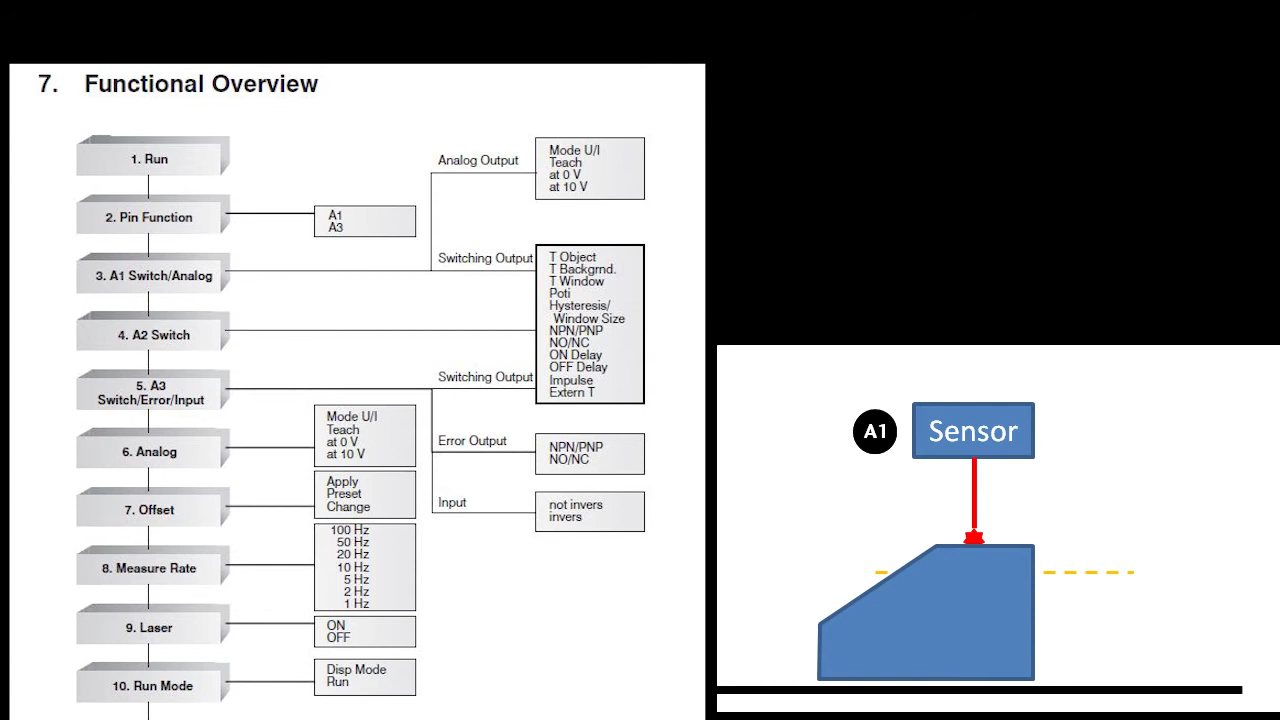 7. Functional Overview
1. Run
2. Pin Function
A1
A3
3. A1 Switch/Analog
Analog Output
Mode U/I
Teach
at 0 V
at 10 V
Switching Output
T Object
T Backgrnd.
T Window
Poti
Hysteresis/
Window Size
NPN/PNP
NO/NC
ON Delay
OFF Delay
Impulse
Extern T
4. A2 Switch
5. A3
Switch/Error/Input
Switching Output
Error Output
NPN/PNP
NO/NC
Input
not invers
invers
6. Analog
Mode U/I
Teach
at 0 V
at 10 V
7. Offset
Apply
Preset
Change
8. Measure Rate
100 Hz
50 Hz
20 Hz
10 Hz
5 Hz
2 Hz
1 Hz
9. Laser
ON
OFF
10. Run Mode
Disp Mode
Run
A1
Sensor